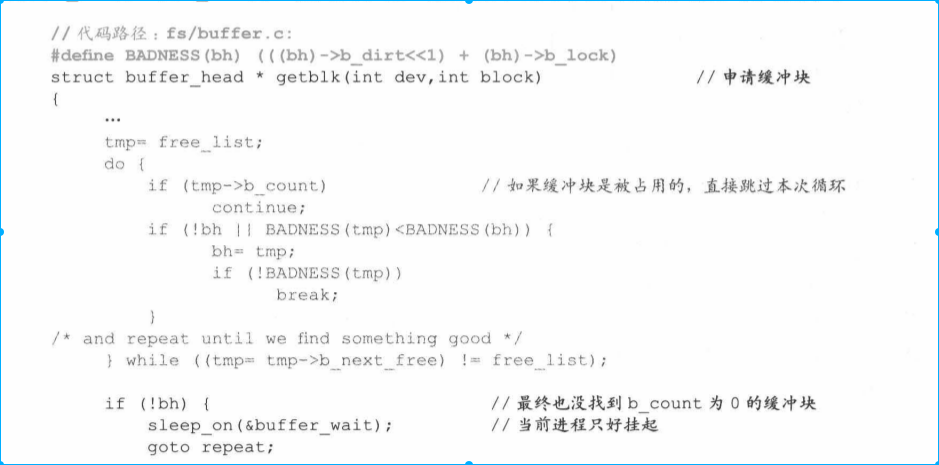 // 代码路径：fs/buffer.c:
#define BADNESS(bh) (((bh)->b_dirt<<1) + (bh)->b_lock)
struct buffer_head * getblk(int dev,int block) // 申请缓冲块
{
…
tmp= free_list;
do {
if (tmp->b_count) // 如果缓冲块是被占用的，直接跳过本次循环
continue;
if (!bh || BADNESS(tmp)<BADNESS(bh)) {
bh= tmp;
if (!BADNESS(tmp))
break;
}
/* and repeat until we find something good */
} while ((tmp= tmp->b_next_free) != free_list);
if (!bh) { // 最终也没找到 b_count 为 0 的缓冲块
sleep_on(&buffer_wait); // 当前进程只好挂起
goto repeat;